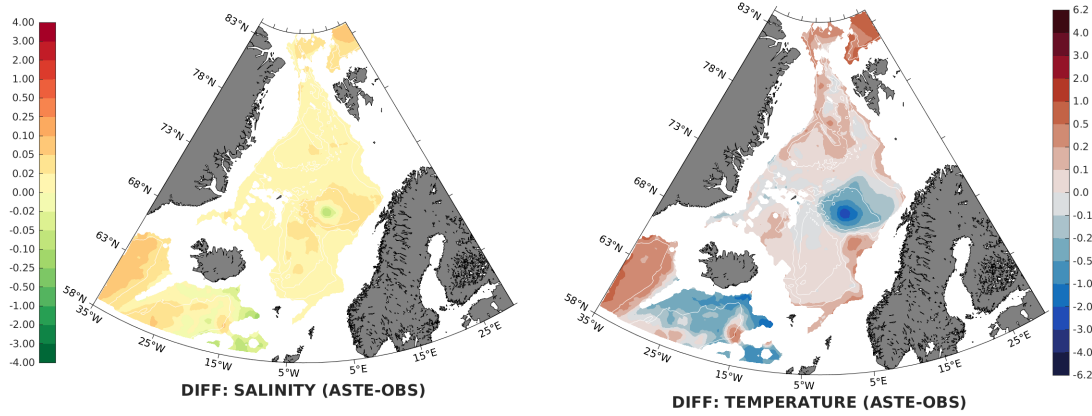 4.00
3.00
2.00
1.00
0.50
0.25
0.10
0.05
0.02
0.00
-0.02
-0.05
-0.10
-0.25
-0.50
-1.00
-2.00
-3.00
-4.00
83°N
78°N
73°N
68°N
63°N
58°N
35°W
25°W
15°W
5°W
5°E
15°E
25°E
DIFF: SALINITY (ASTE-OBS)
83°N
78°N
73°N
68°N
63°N
58°N
35°W
25°W
15°W
5°W
5°E
15°E
25°E
6.2
4.0
3.0
2.0
1.0
0.5
0.2
0.1
0.0
-0.1
-0.2
-0.5
-1.0
-2.0
-3.0
-4.0
-6.2
DIFF: TEMPERATURE (ASTE-OBS)